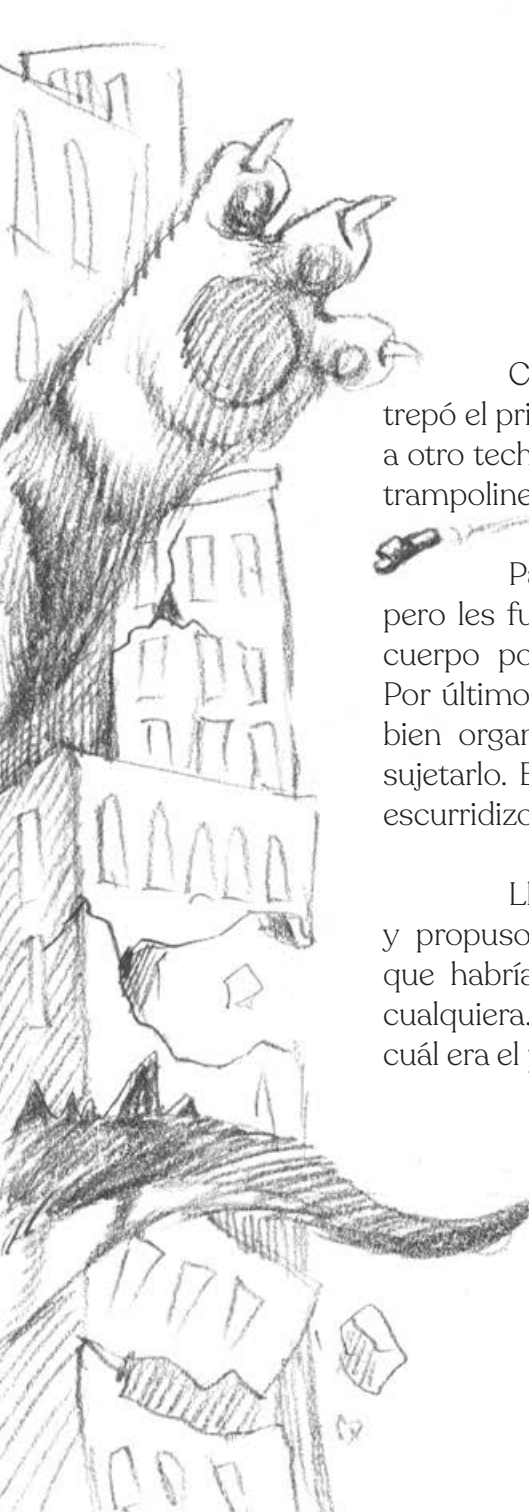 C
trepó el pri
a otro tech
trampoline
Pa
pero les fu
cuerpo po
Por último
bien organ
sujetarlo. E
escurridizo
Ll
y propuso
que habría
cualquiera.
cuál era el